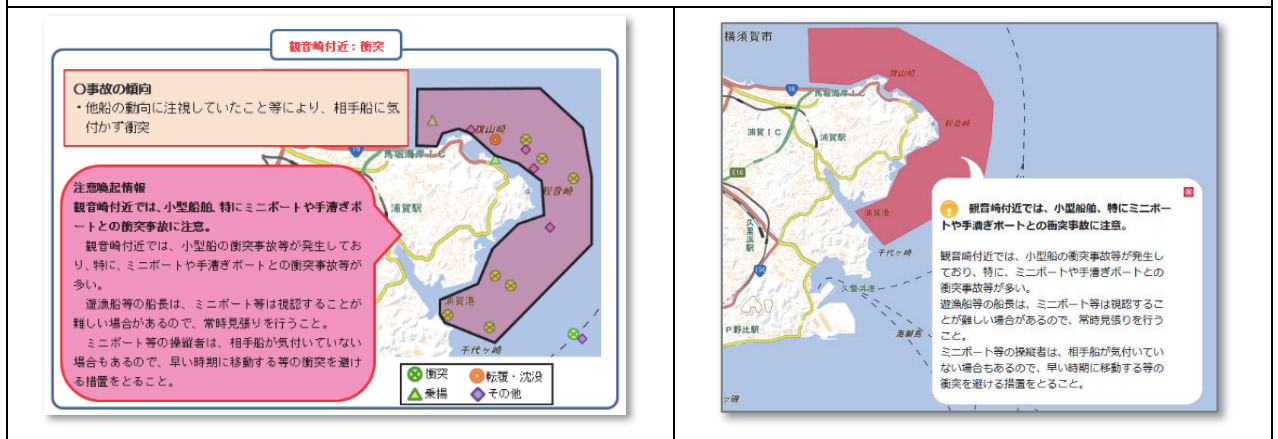 観音崎付近：衝突
〇事故の傾向
・他船の動向に注視していたこと等により、相手船に気
付かず衝突
注意喚起情報
観音崎付近では、小型船舶、特にミニボートや手漕ぎボ
ートとの衝突事故に注意。
観音崎付近では、小型船の衝突事故等が発生してお
り、特に、ミニボートや手漕ぎボートとの衝突事故等が
多い。
遊漁船等の船長は、ミニボート等は視認することが
難しい場合があるので、常時見張りを行うこと。
ミニボート等の操縦者は、相手船が気付いていない
場合もあるので、早い時期に移動する等の衝突を避け
る措置をとること。
旗山崎
16
馬堀海岸IC
観音崎
浦賀駅
浦賀港
千代ヶ崎
衝突
転覆・沈没
乗揚
その他
横須賀市
旗山崎
16
馬堀海岸IC
観音崎
浦賀IC
浦賀駅
E16
浦賀港
久里浜駅
千代ヶ崎
134
久里浜港
海獺島
P野比駅
ヶ磯
観音崎付近では、小型船舶、特にミニボー
トや手漕ぎボートとの衝突事故に注意。
観音崎付近では、小型船の衝突事故等が発生し
ており、特に、ミニボートや手漕ぎボートとの
衝突事故等が多い。
遊漁船等の船長は、ミニボート等は視認するこ
とが難しい場合があるので、常時見張りを行う
こと。
ミニボート等の操縦者は、相手船が気付いてい
ない場合もあるので、早い時期に移動する等の
衝突を避ける措置をとること。